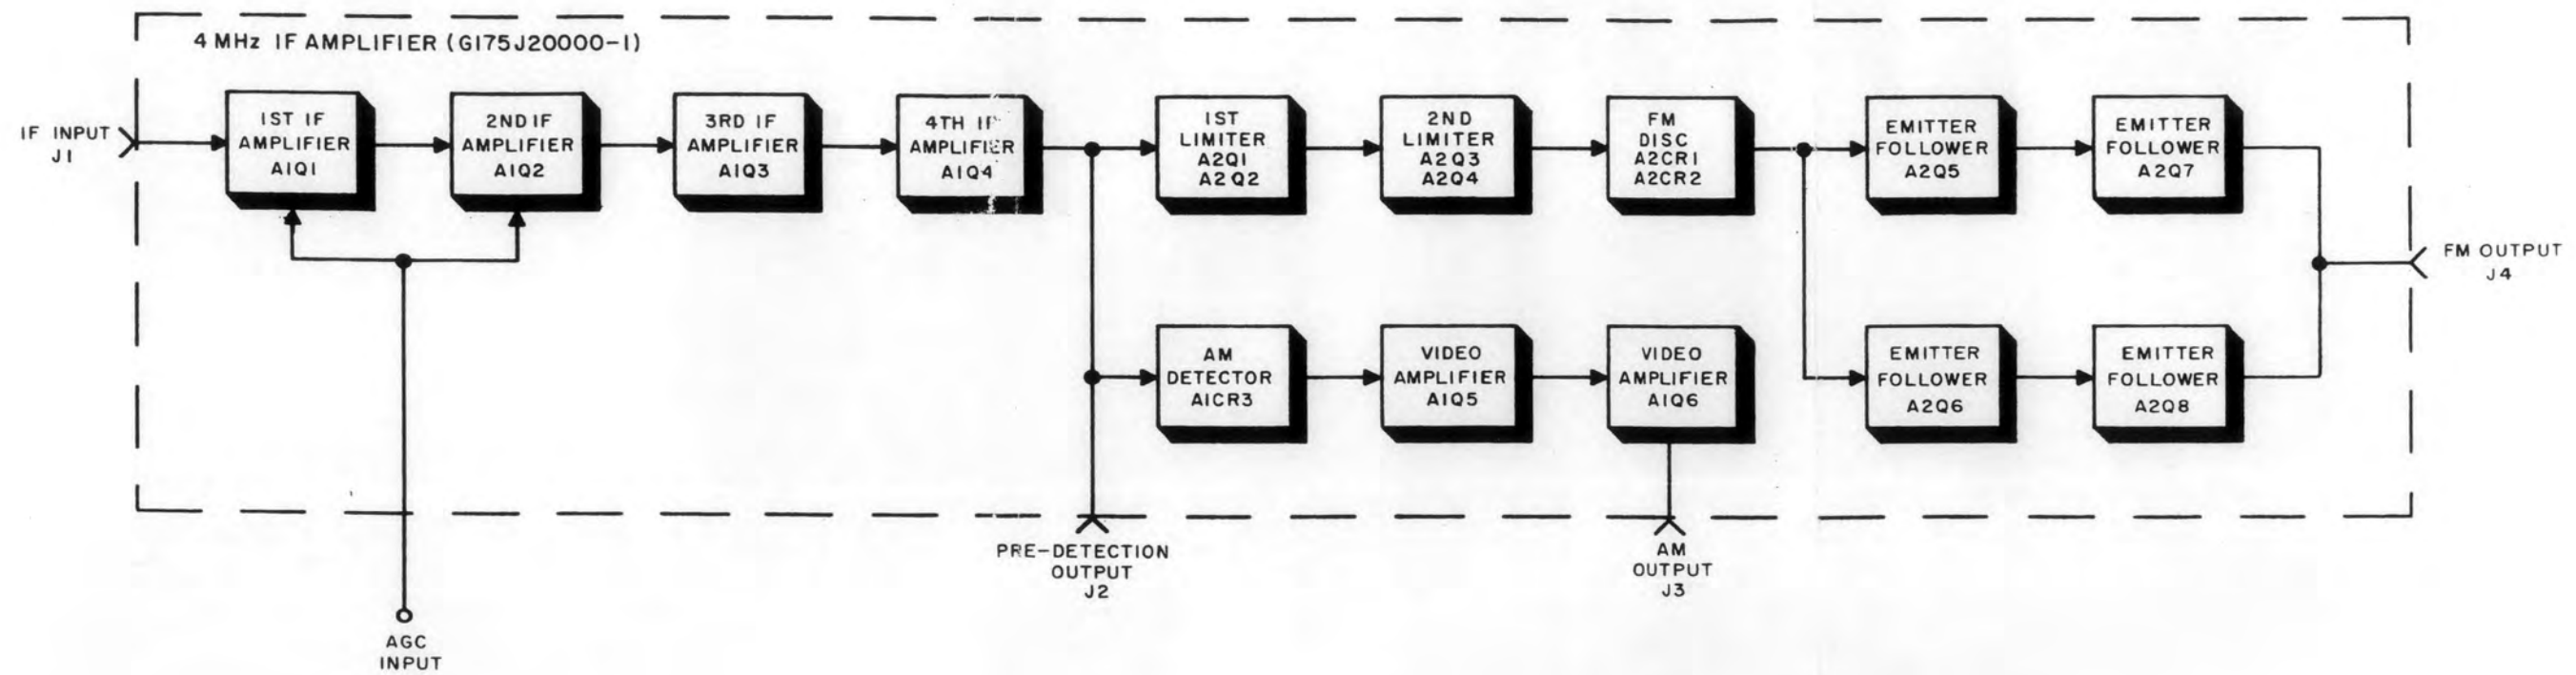 4 MHz IF AMPLIFIER (G175J20000-1)
IF INPUT
J1
1ST IF
AMPLIFIER
A1Q1
2ND IF
AMPLIFIER
A1Q2
3RD IF
AMPLIFIER
A1Q3
4TH IF
AMPLIFIER
A1Q4
1ST
LIMITER
A2Q1
A2Q2
2ND
LIMITER
A2Q3
A2Q4
FM
DISC
A2CR1
A2CR2
EMITTER
FOLLOWER
A2Q5
EMITTER
FOLLOWER
A2Q7
FM OUTPUT
J4
AM
DETECTOR
A1CR3
VIDEO
AMPLIFIER
A1Q5
VIDEO
AMPLIFIER
A1Q6
EMITTER
FOLLOWER
A2Q6
EMITTER
FOLLOWER
A2Q8
PRE-DETECTION
OUTPUT
J2
AM
OUTPUT
J3
AGC
INPUT